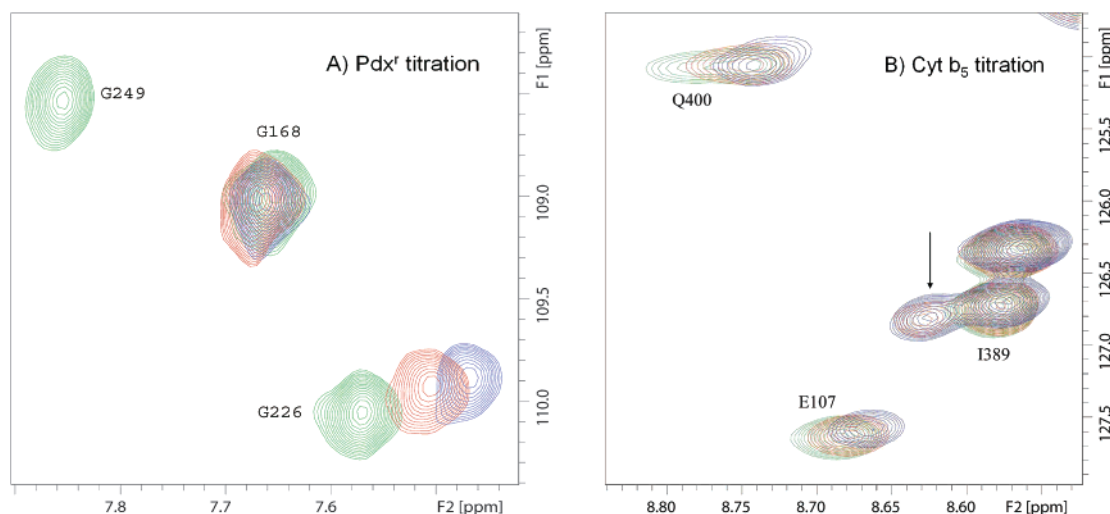 A) Pdxʳ titration
G249
G168
G226
109.0
109.5
110.0
F1 [ppm]
7.8
7.7
7.6
F2 [ppm]
B) Cyt b₅ titration
Q400
I389
E107
F1 [ppm]
125.5
126.0
126.5
127.0
127.5
8.80
8.75
8.70
8.65
8.60
F2 [ppm]